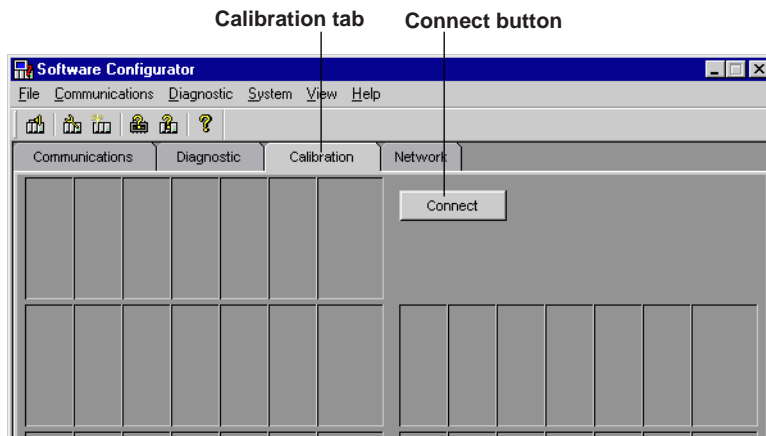 Calibration tab Connect button
Software Configurator
File Communications Diagnostic System View Help
Communications Diagnostic Calibration Network
Connect